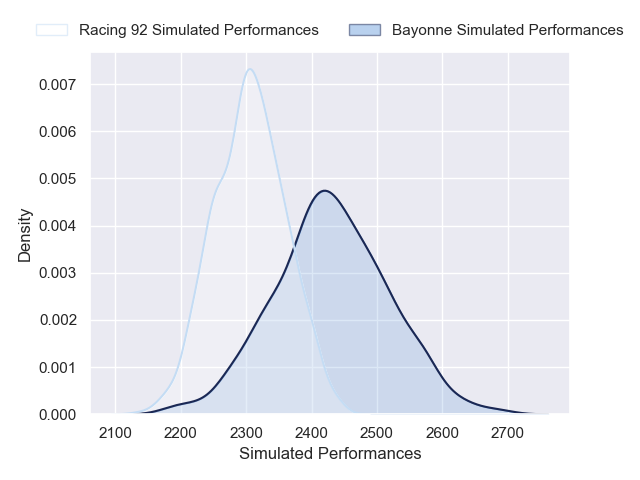 Racing 92 Simulated Performances Bayonne Simulated Performances
0.007
0.006
0.005
0.004
0.003
0.002
0.001
0.000
Density
2100 2200 2300 2400 2500 2600 2700
Simulated Performances